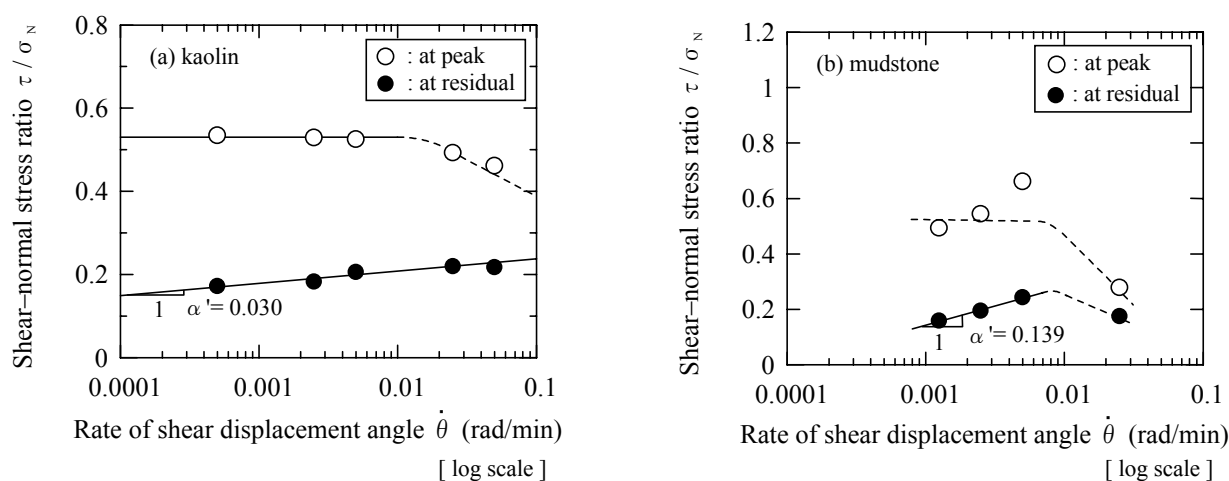 Shear–normal stress ratio τ / σ N
0.8
0.6
0.4
0.2
0
(a) kaolin
: at peak
: at residual
1
α'= 0.030
0.0001
0.001
0.01
0.1
Rate of shear displacement angle θ̇ (rad/min)
[ log scale ]
Shear–normal stress ratio τ/σN
1.2
1
0.8
0.6
0.4
0.2
0
(b) mudstone
: at peak
: at residual
1
α'= 0.139
0.0001
0.001
0.01
0.1
Rate of shear displacement angle θ̇ (rad/min)
[ log scale ]